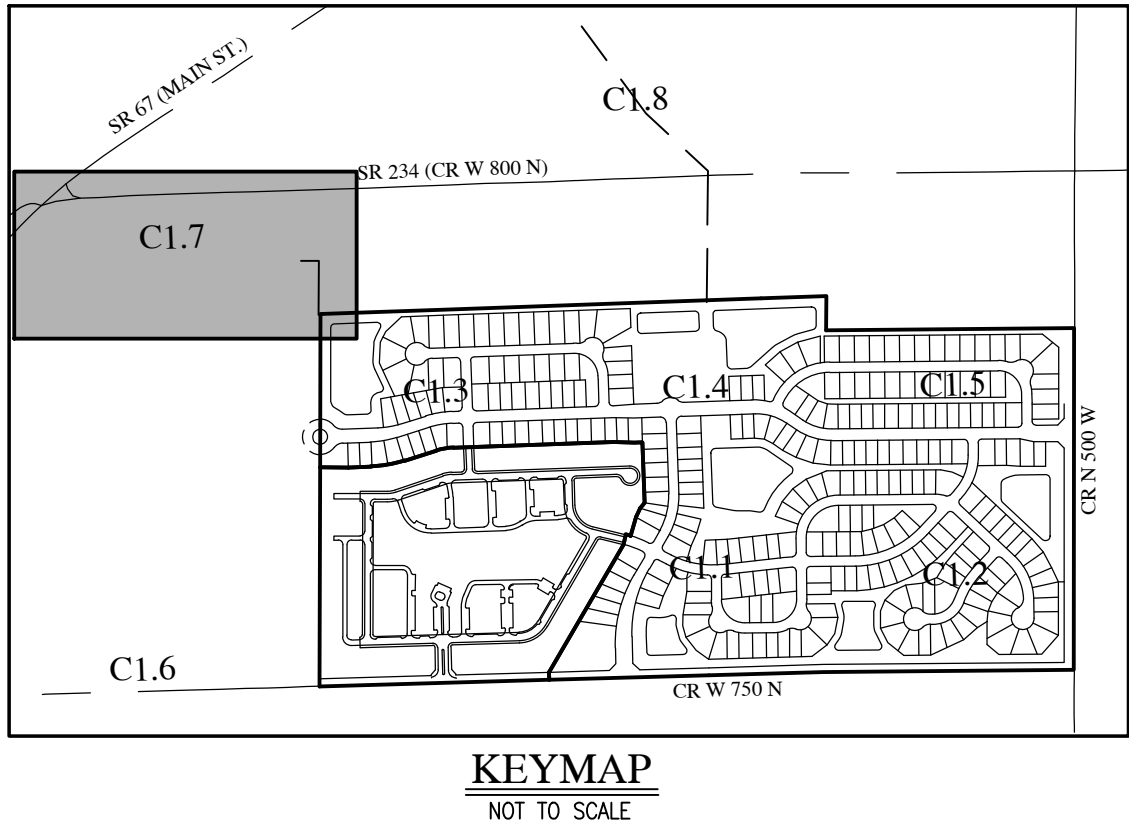 SR 67 (MAIN ST.)
C1.8
SR 234 (CR W 800 N)
C1.7
C1.3
C1.4
C1.5
CR N 500 W
C1.1
C1.2
C1.6
CR W 750 N
KEYMAP
NOT TO SCALE